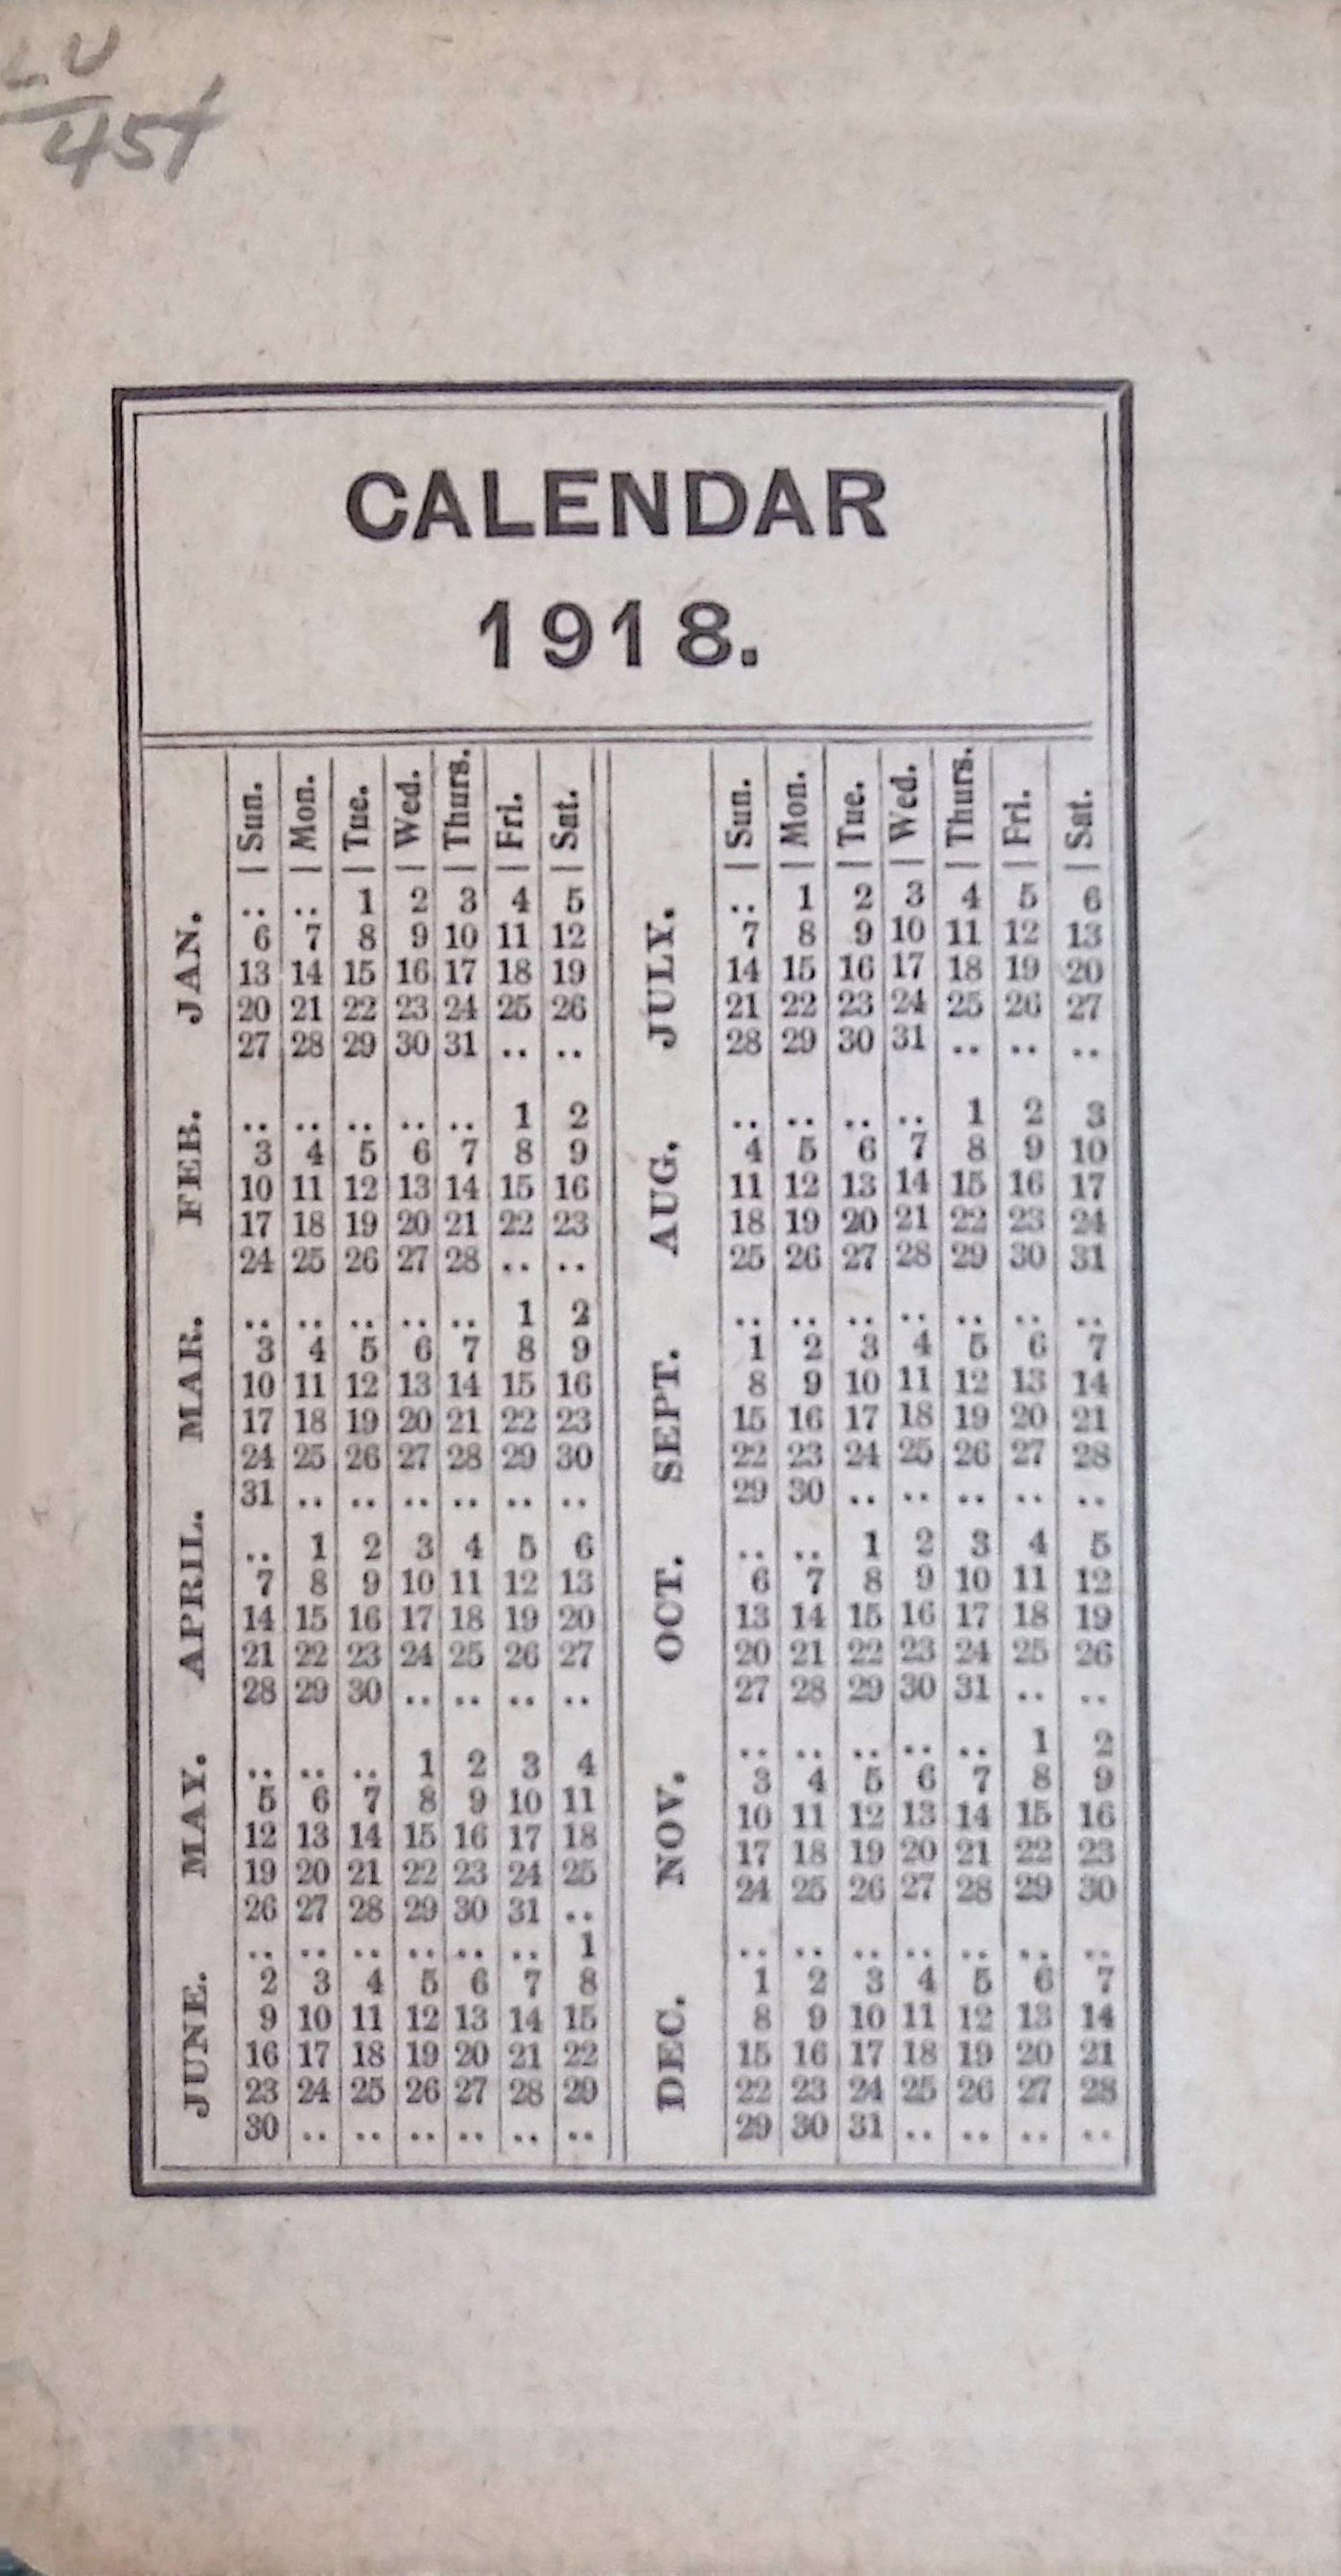 45
CALENDAR
1918.
Sun. Mon. Tue. Wed. Thurs. Fri. Sat.
JAN.
.. .. 1 2 3 4 5
6 7 8 9 10 11 12
13 14 15 16 17 18 19
20 21 22 23 24 25 26
27 28 29 30 31 .. ..
FEB.
.. .. .. .. .. 1 2
3 4 5 6 7 8 9
10 11 12 13 14 15 16
17 18 19 20 21 22 23
24 25 26 27 28 .. ..
MAR.
.. .. .. .. .. 1 2
3 4 5 6 7 8 9
10 11 12 13 14 15 16
17 18 19 20 21 22 23
24 25 26 27 28 29 30
31 .. .. .. .. .. ..
APRIL.
.. 1 2 3 4 5 6
7 8 9 10 11 12 13
14 15 16 17 18 19 20
21 22 23 24 25 26 27
28 29 30 .. .. .. ..
MAY.
.. .. .. 1 2 3 4
5 6 7 8 9 10 11
12 13 14 15 16 17 18
19 20 21 22 23 24 25
26 27 28 29 30 31 ..
JUNE.
.. .. .. .. .. .. 1
2 3 4 5 6 7 8
9 10 11 12 13 14 15
16 17 18 19 20 21 22
23 24 25 26 27 28 29
30 .. .. .. .. .. ..
Sun. Mon. Tue. Wed. Thurs. Fri. Sat.
JULY.
.. 1 2 3 4 5 6
7 8 9 10 11 12 13
14 15 16 17 18 19 20
21 22 23 24 25 26 27
28 29 30 31 .. .. ..
AUG.
.. .. .. .. 1 2 3
4 5 6 7 8 9 10
11 12 13 14 15 16 17
18 19 20 21 22 23 24
25 26 27 28 29 30 31
SEPT.
.. .. .. .. .. .. ..
1 2 3 4 5 6 7
8 9 10 11 12 13 14
15 16 17 18 19 20 21
22 23 24 25 26 27 28
29 30 .. .. .. .. ..
OCT.
.. .. 1 2 3 4 5
6 7 8 9 10 11 12
13 14 15 16 17 18 19
20 21 22 23 24 25 26
27 28 29 30 31 .. ..
NOV.
.. .. .. .. .. 1 2
3 4 5 6 7 8 9
10 11 12 13 14 15 16
17 18 19 20 21 22 23
24 25 26 27 28 29 30
DEC.
.. .. .. .. .. .. ..
1 2 3 4 5 6 7
8 9 10 11 12 13 14
15 16 17 18 19 20 21
22 23 24 25 26 27 28
29 30 31 .. .. .. ..